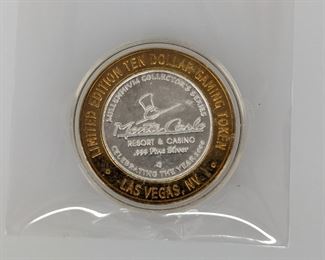 LIMITED EDITION TEN DOLLAR GAMING TOKEN
MILLENNIUM COLLECTOR'S SERIES
Monte Carlo
RESORT & CASINO
.999 Fine Silver
CELEBRATING THE YEAR
LAS VEGAS, NV